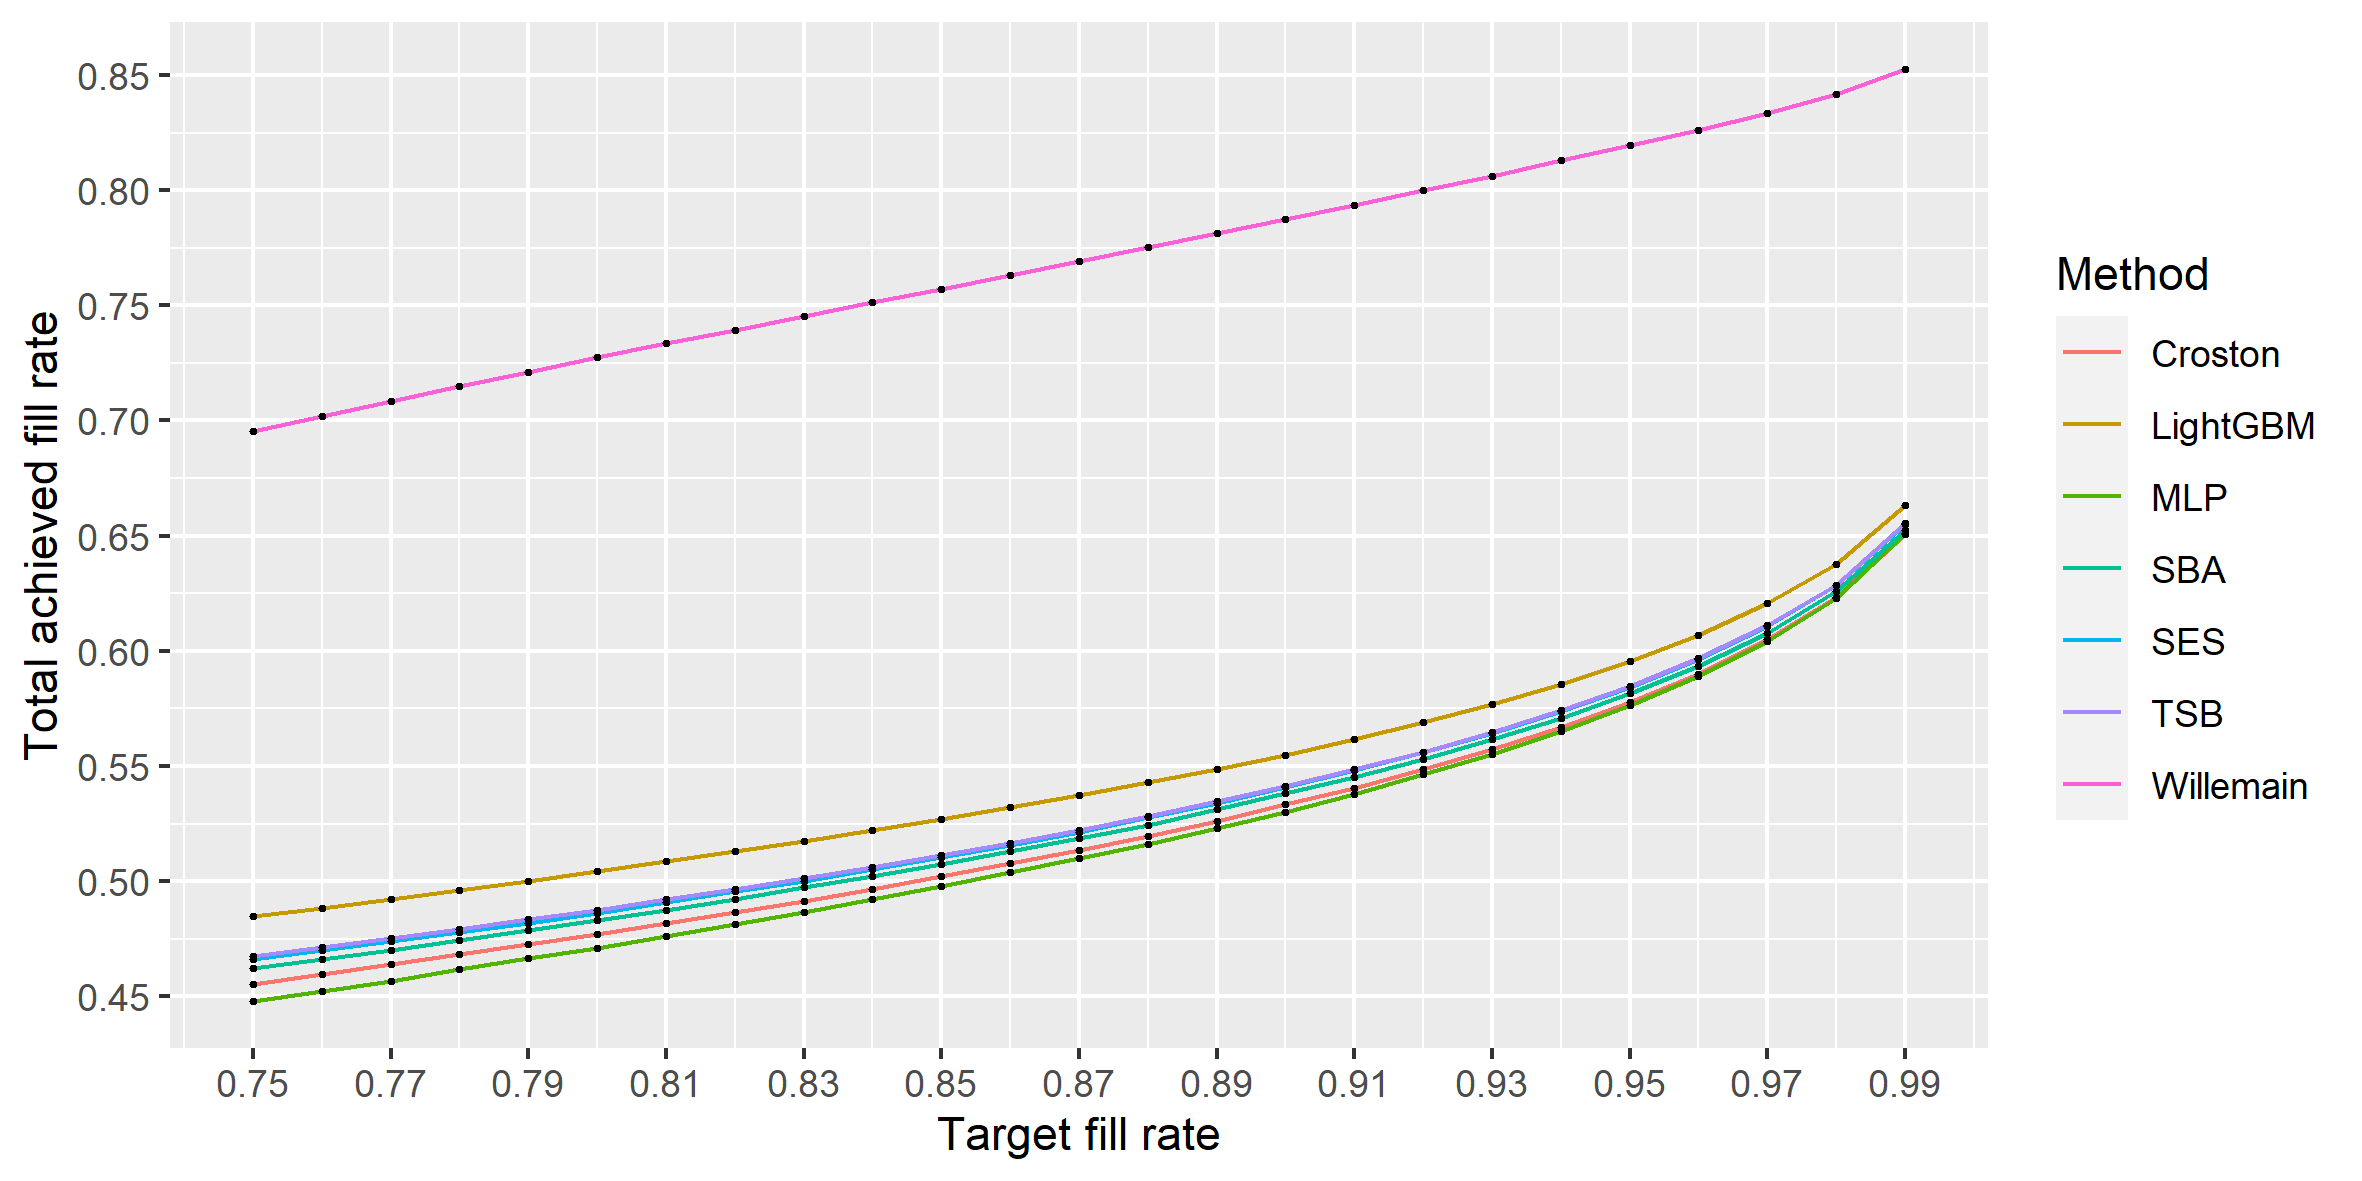 Total achieved fill rate
0.85
0.80
0.75
0.70
0.65
0.60
0.55
0.50
0.45
0.75 0.77 0.79 0.81 0.83 0.85 0.87 0.89 0.91 0.93 0.95 0.97 0.99
Target fill rate
Method
Croston
LightGBM
MLP
SBA
SES
TSB
Willemain